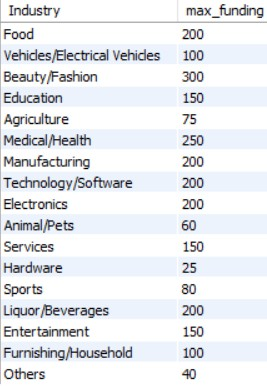 Industry max_funding
Food 200
Vehicles/Electrical Vehicles 100
Beauty/Fashion 300
Education 150
Agriculture 75
Medical/Health 250
Manufacturing 200
Technology/Software 200
Electronics 200
Animal/Pets 60
Services 150
Hardware 25
Sports 80
Liquor/Beverages 200
Entertainment 150
Furnishing/Household 100
Others 40